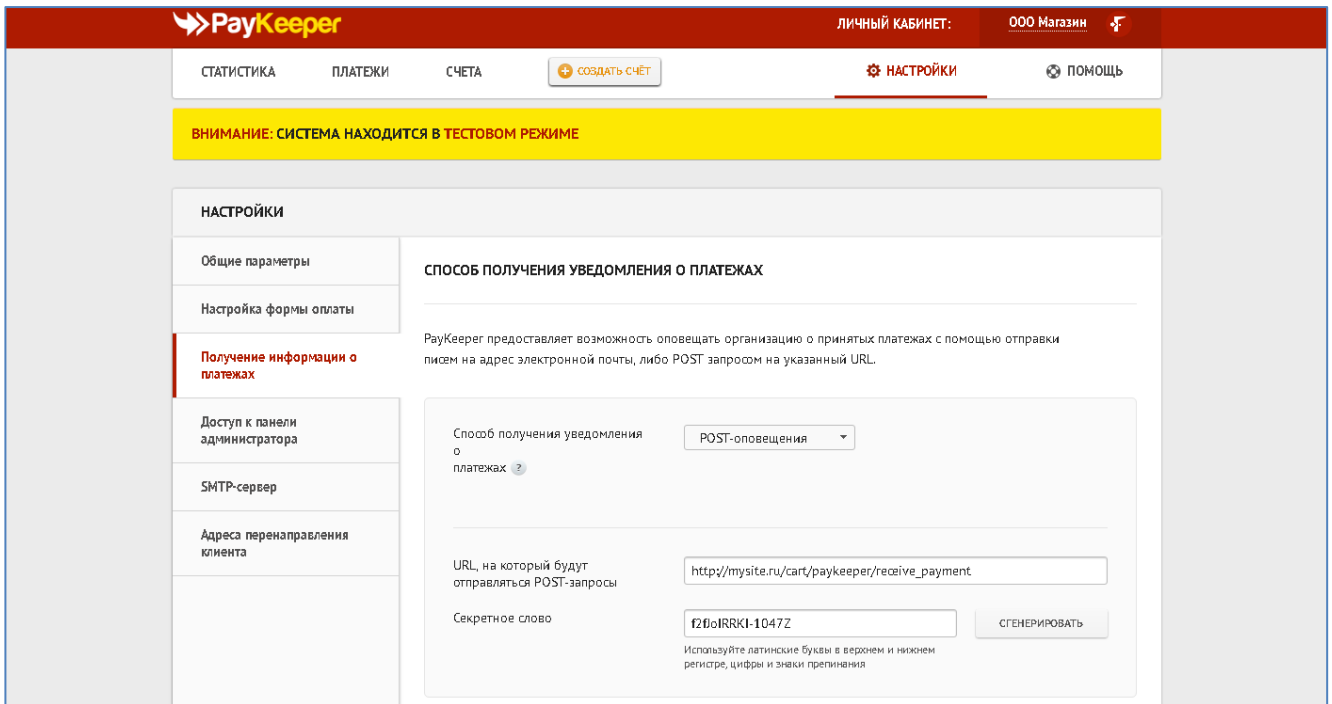 PayKeeper
ЛИЧНЫЙ КАБИНЕТ:
ООО Магазин
СТАТИСТИКА
ПЛАТЕЖИ
СЧЕТА
СОЗДАТЬ СЧЁТ
НАСТРОЙКИ
ПОМОЩЬ
ВНИМАНИЕ: СИСТЕМА НАХОДИТСЯ В ТЕСТОВОМ РЕЖИМЕ
НАСТРОЙКИ
Общие параметры
Настройка формы оплаты
Получение информации о
платежах
Доступ к панели
администратора
SMTP-сервер
Адреса перенаправления
клиента
СПОСОБ ПОЛУЧЕНИЯ УВЕДОМЛЕНИЯ О ПЛАТЕЖАХ
PayKeeper предоставляет возможность оповещать организацию о принятых платежах с помощью отправки
писем на адрес электронной почты, либо POST запросом на указанный URL.
Способ получения уведомления
о
платежах ?
POST-оповещения
URL, на который будут
отправляться POST-запросы
http://mysite.ru/cart/paykeeper/receive_payment
Секретное слово
СГЕНЕРИРОВАТЬ
Используйте латинские буквы в верхнем и нижнем
регистре, цифры и знаки препинания